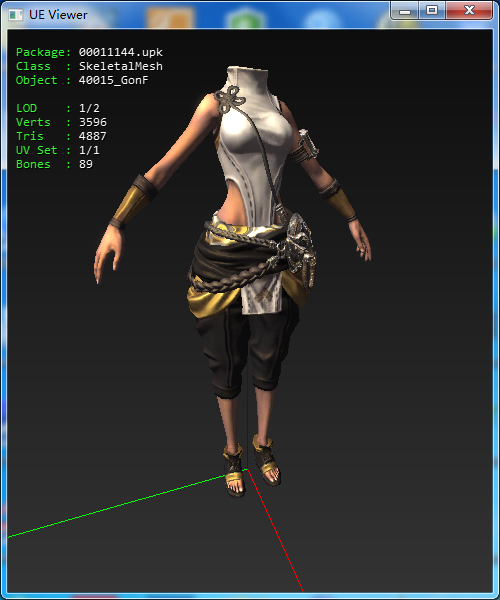 UE Viewer
Package: 00011144.upk
Class : SkeletalMesh
Object : 40015_GonF
LOD : 1/2
Verts : 3596
Tris : 4887
UV Set : 1/1
Bones : 89